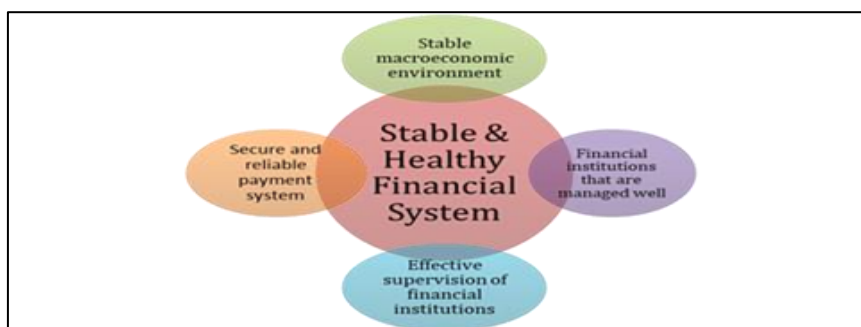 Stable
macroeconomic
environment
Secure and
reliable
payment
system
Stable &
Healthy
Financial
System
Financial
institutions
that are
managed well
Effective
supervision of
financial
institutions